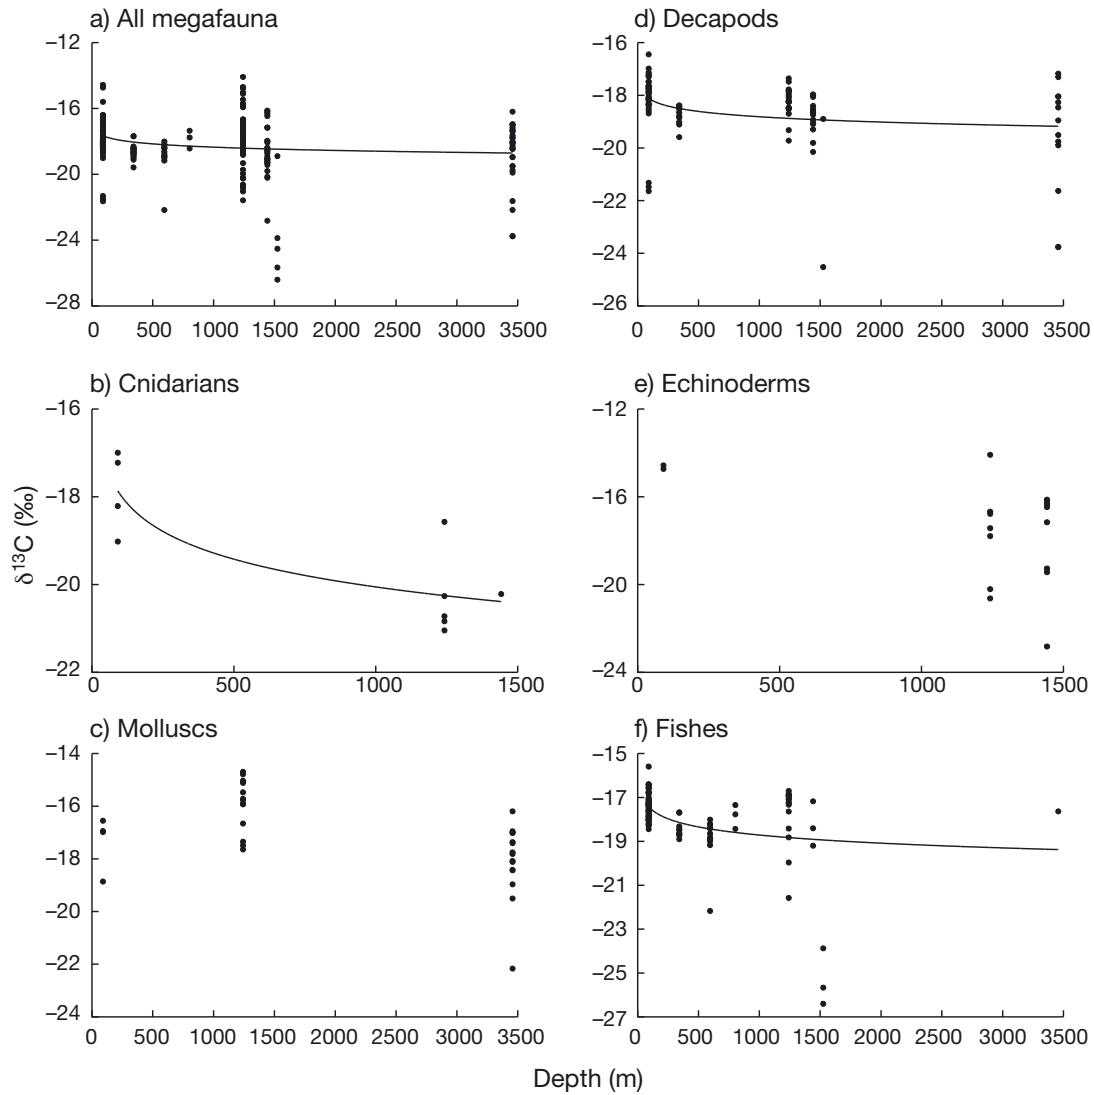 a) All megafauna
−12
−16
−20
−24
−28
0 500 1000 1500 2000 2500 3000 3500
d) Decapods
−16
−18
−20
−22
−24
−26
0 500 1000 1500 2000 2500 3000 3500
b) Cnidarians
−16
−18
−20
−22
0 500 1000 1500
e) Echinoderms
−12
−16
−20
−24
0 500 1000 1500
δ13C (‰)
c) Molluscs
−14
−16
−18
−20
−22
−24
0 500 1000 1500 2000 2500 3000 3500
f) Fishes
−15
−17
−19
−21
−23
−25
−27
0 500 1000 1500 2000 2500 3000 3500
Depth (m)